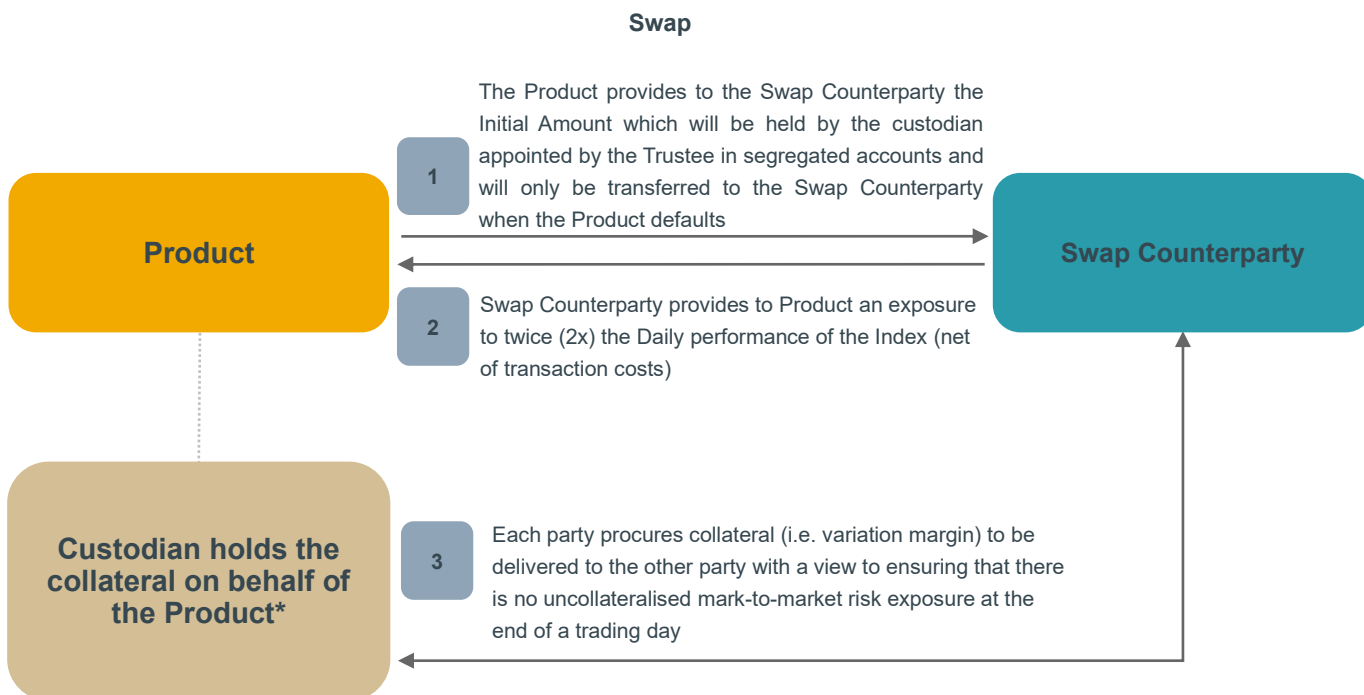 Swap
The Product provides to the Swap Counterparty the
Initial Amount which will be held by the custodian
appointed by the Trustee in segregated accounts and
will only be transferred to the Swap Counterparty
when the Product defaults
1
Product
Swap Counterparty
2
Swap Counterparty provides to Product an exposure
to twice (2x) the Daily performance of the Index (net
of transaction costs)
Custodian holds the
collateral on behalf of
the Product*
3
Each party procures collateral (i.e. variation margin) to be
delivered to the other party with a view to ensuring that there
is no uncollateralised mark-to-market risk exposure at the
end of a trading day